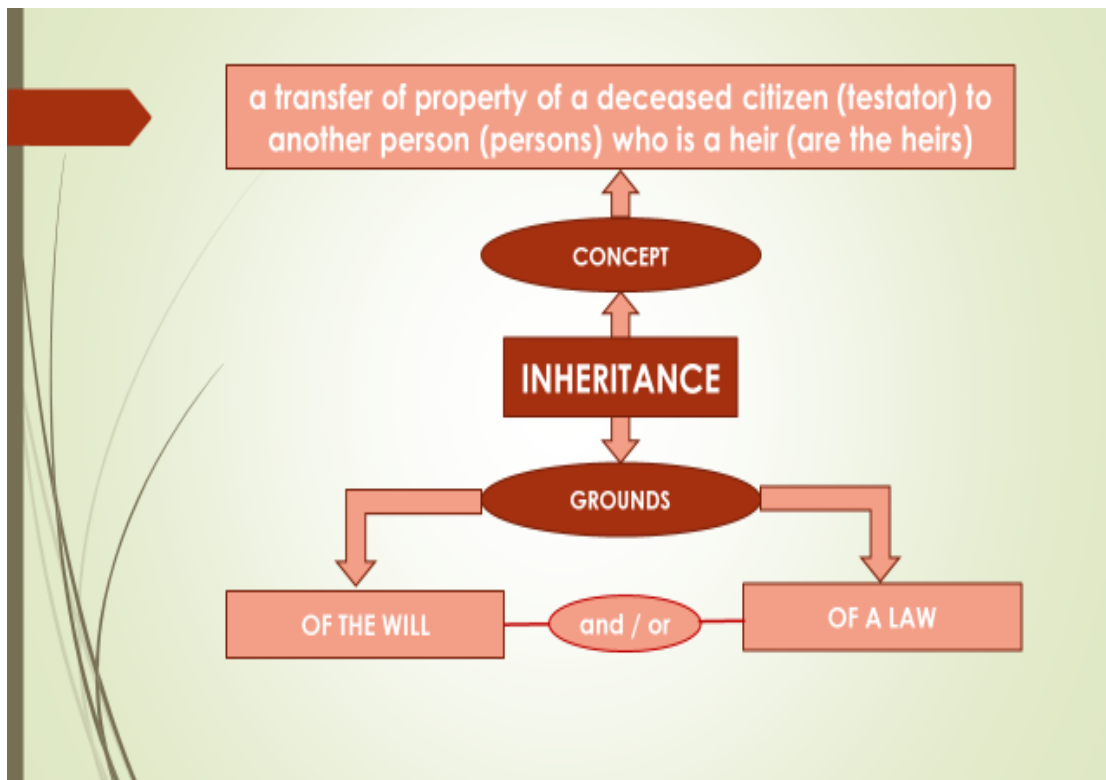 a transfer of property of a deceased citizen (testator) to
another person (persons) who is a heir (are the heirs)
CONCEPT
INHERITANCE
GROUNDS
OF THE WILL
and / or
OF A LAW